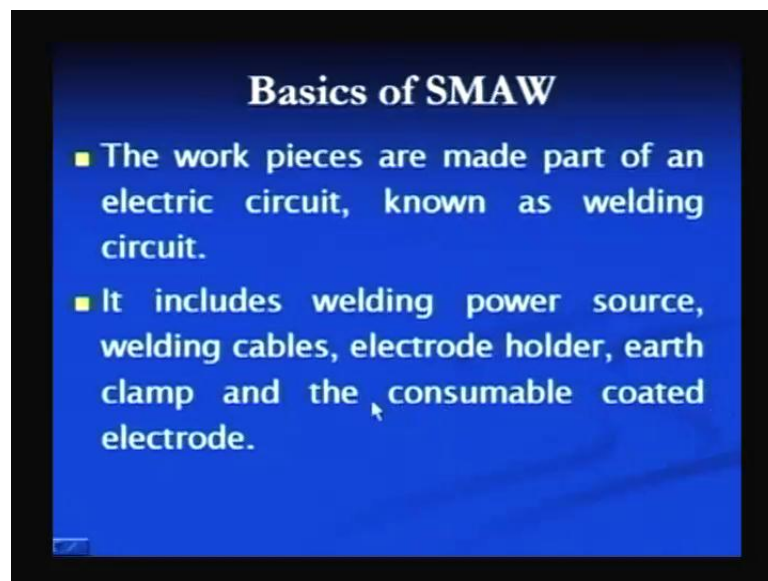 Basics of SMAW
The work pieces are made part of an
electric circuit, known as welding
circuit.
It includes welding power source,
welding cables, electrode holder, earth
clamp and the consumable coated
electrode.